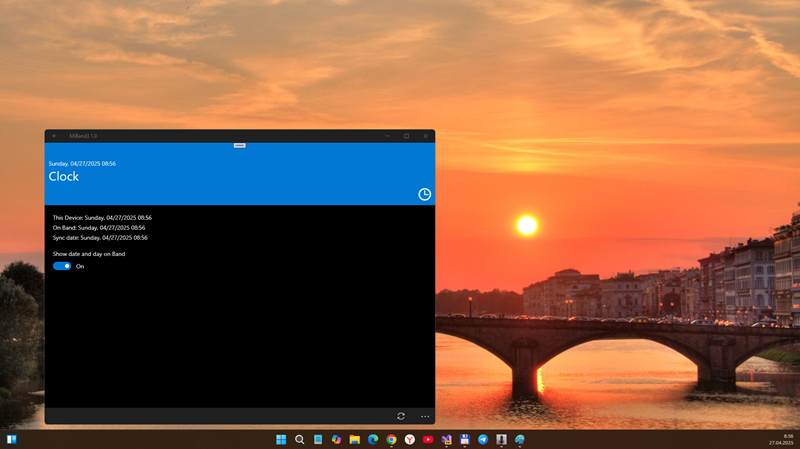 MiBand3 1.0
Sunday, 04/27/2025 08:56
Clock
This Device: Sunday, 04/27/2025 08:56
On Band: Sunday, 04/27/2025 08:56
Sync date: Sunday, 04/27/2025 08:56
Show date and day on Band
On
8:56
27.04.2025